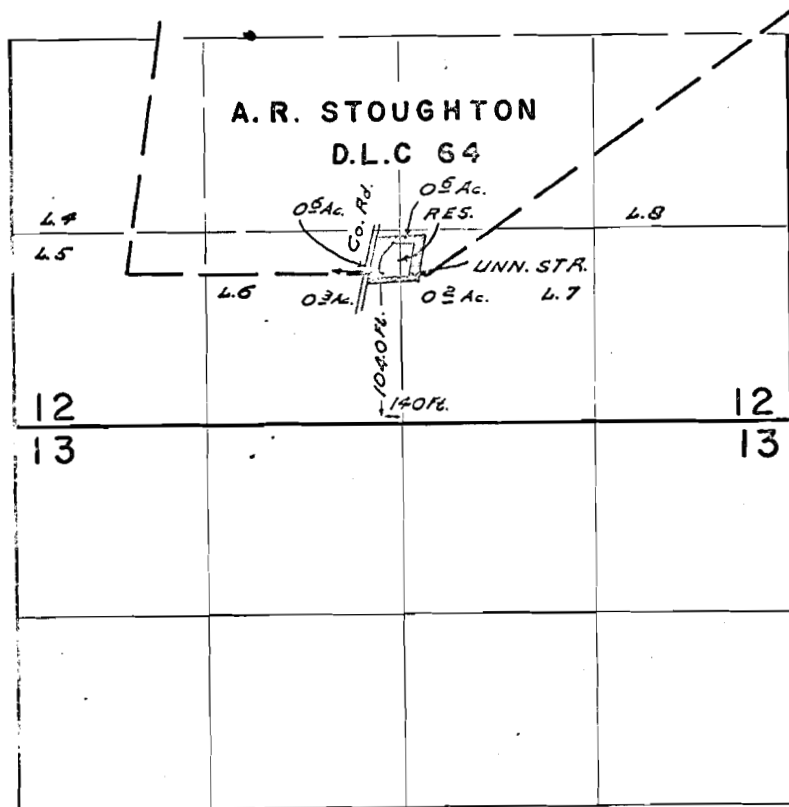 A.R. STOUGHTON
D.L.C 64
0.5 Ac.
0.5 Ac.
Co. Rd.
RES.
L.4
L.8
L.5
UNN. STR.
L.6
0.3 Ac.
0.2 Ac.
L.7
1040 Ft.
140 Ft.
12
12
13
13